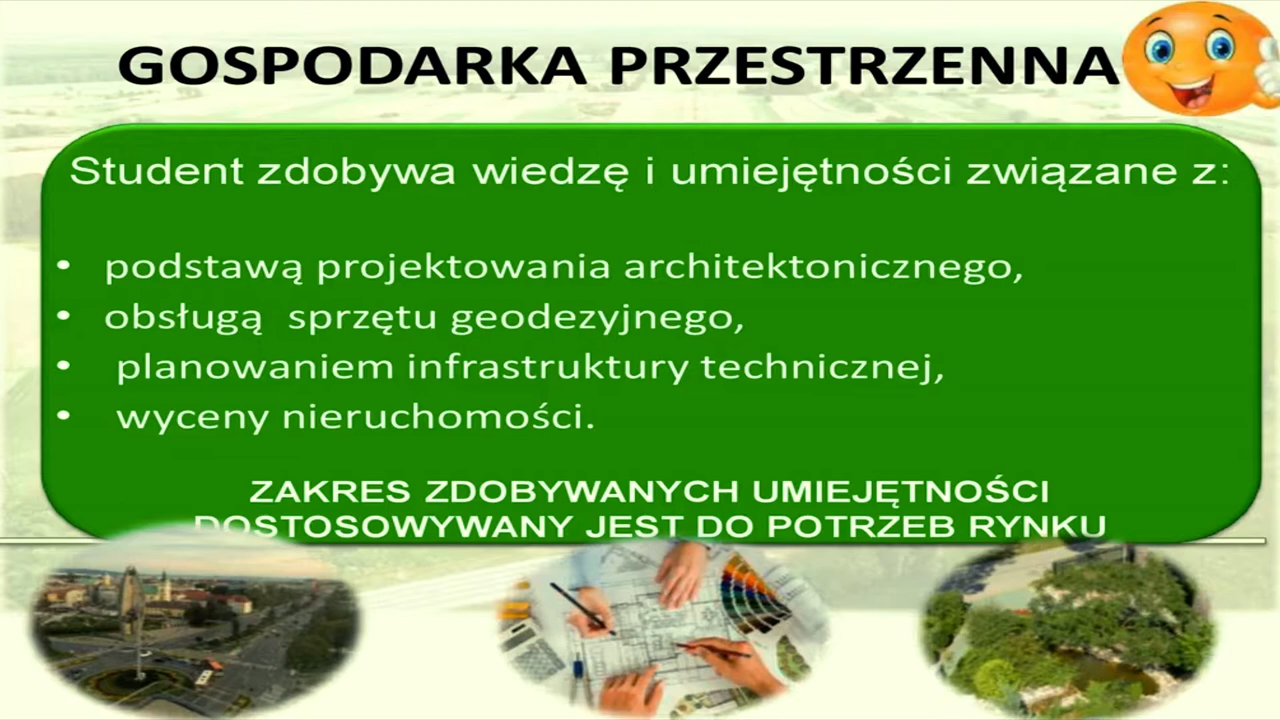 GOSPODARKA PRZESTRZENNA
Student zdobywa wiedzę i umiejętności związane z:
• podstawą projektowania architektonicznego,
• obsługą sprzętu geodezyjnego,
• planowaniem infrastruktury technicznej,
• wyceny nieruchomości.
ZAKRES ZDOBYWANYCH UMIEJĘTNOŚCI
DOSTOSOWYWANY JEST DO POTRZEB RYNKU